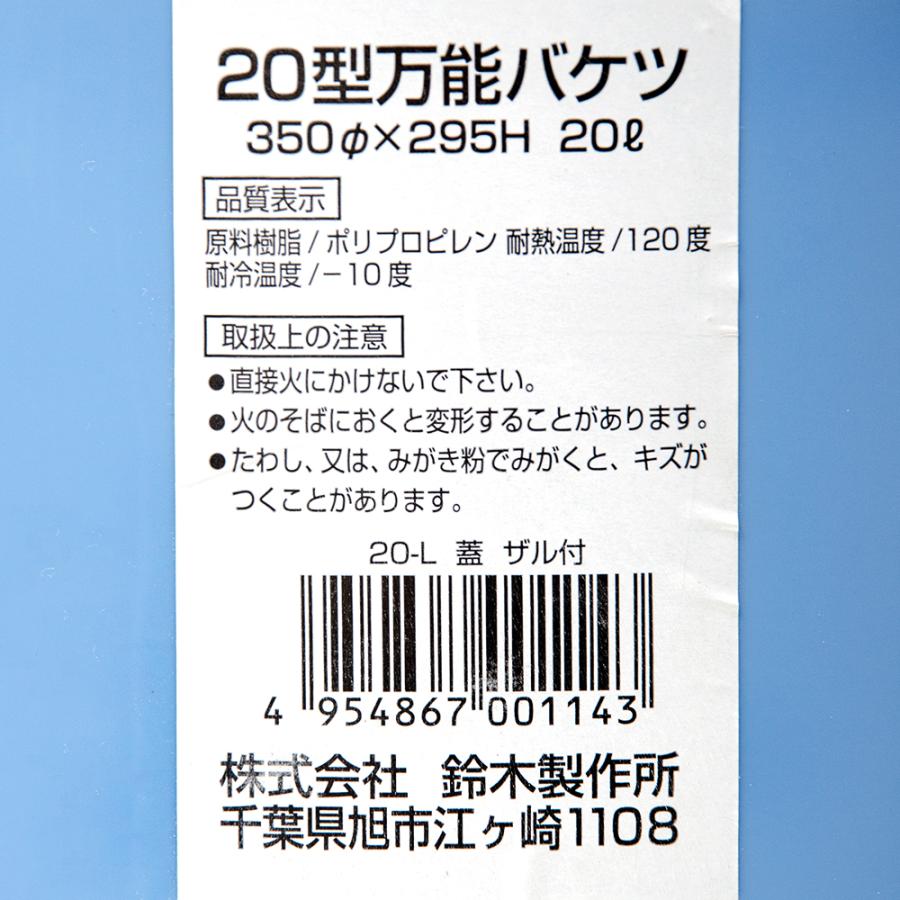 20型万能バケツ
350φ×295H 20ℓ
品質表示
原料樹脂/ポリプロピレン 耐熱温度/120度
耐冷温度/−10度
取扱上の注意
●直接火にかけないで下さい。
●火のそばにおくと変形することがあります。
●たわし、又は、みがき粉でみがくと、キズが
つくことがあります。
20-L 蓋 ザル付
4 954867 001143
株式会社 鈴木製作所
千葉県旭市江ヶ崎1108